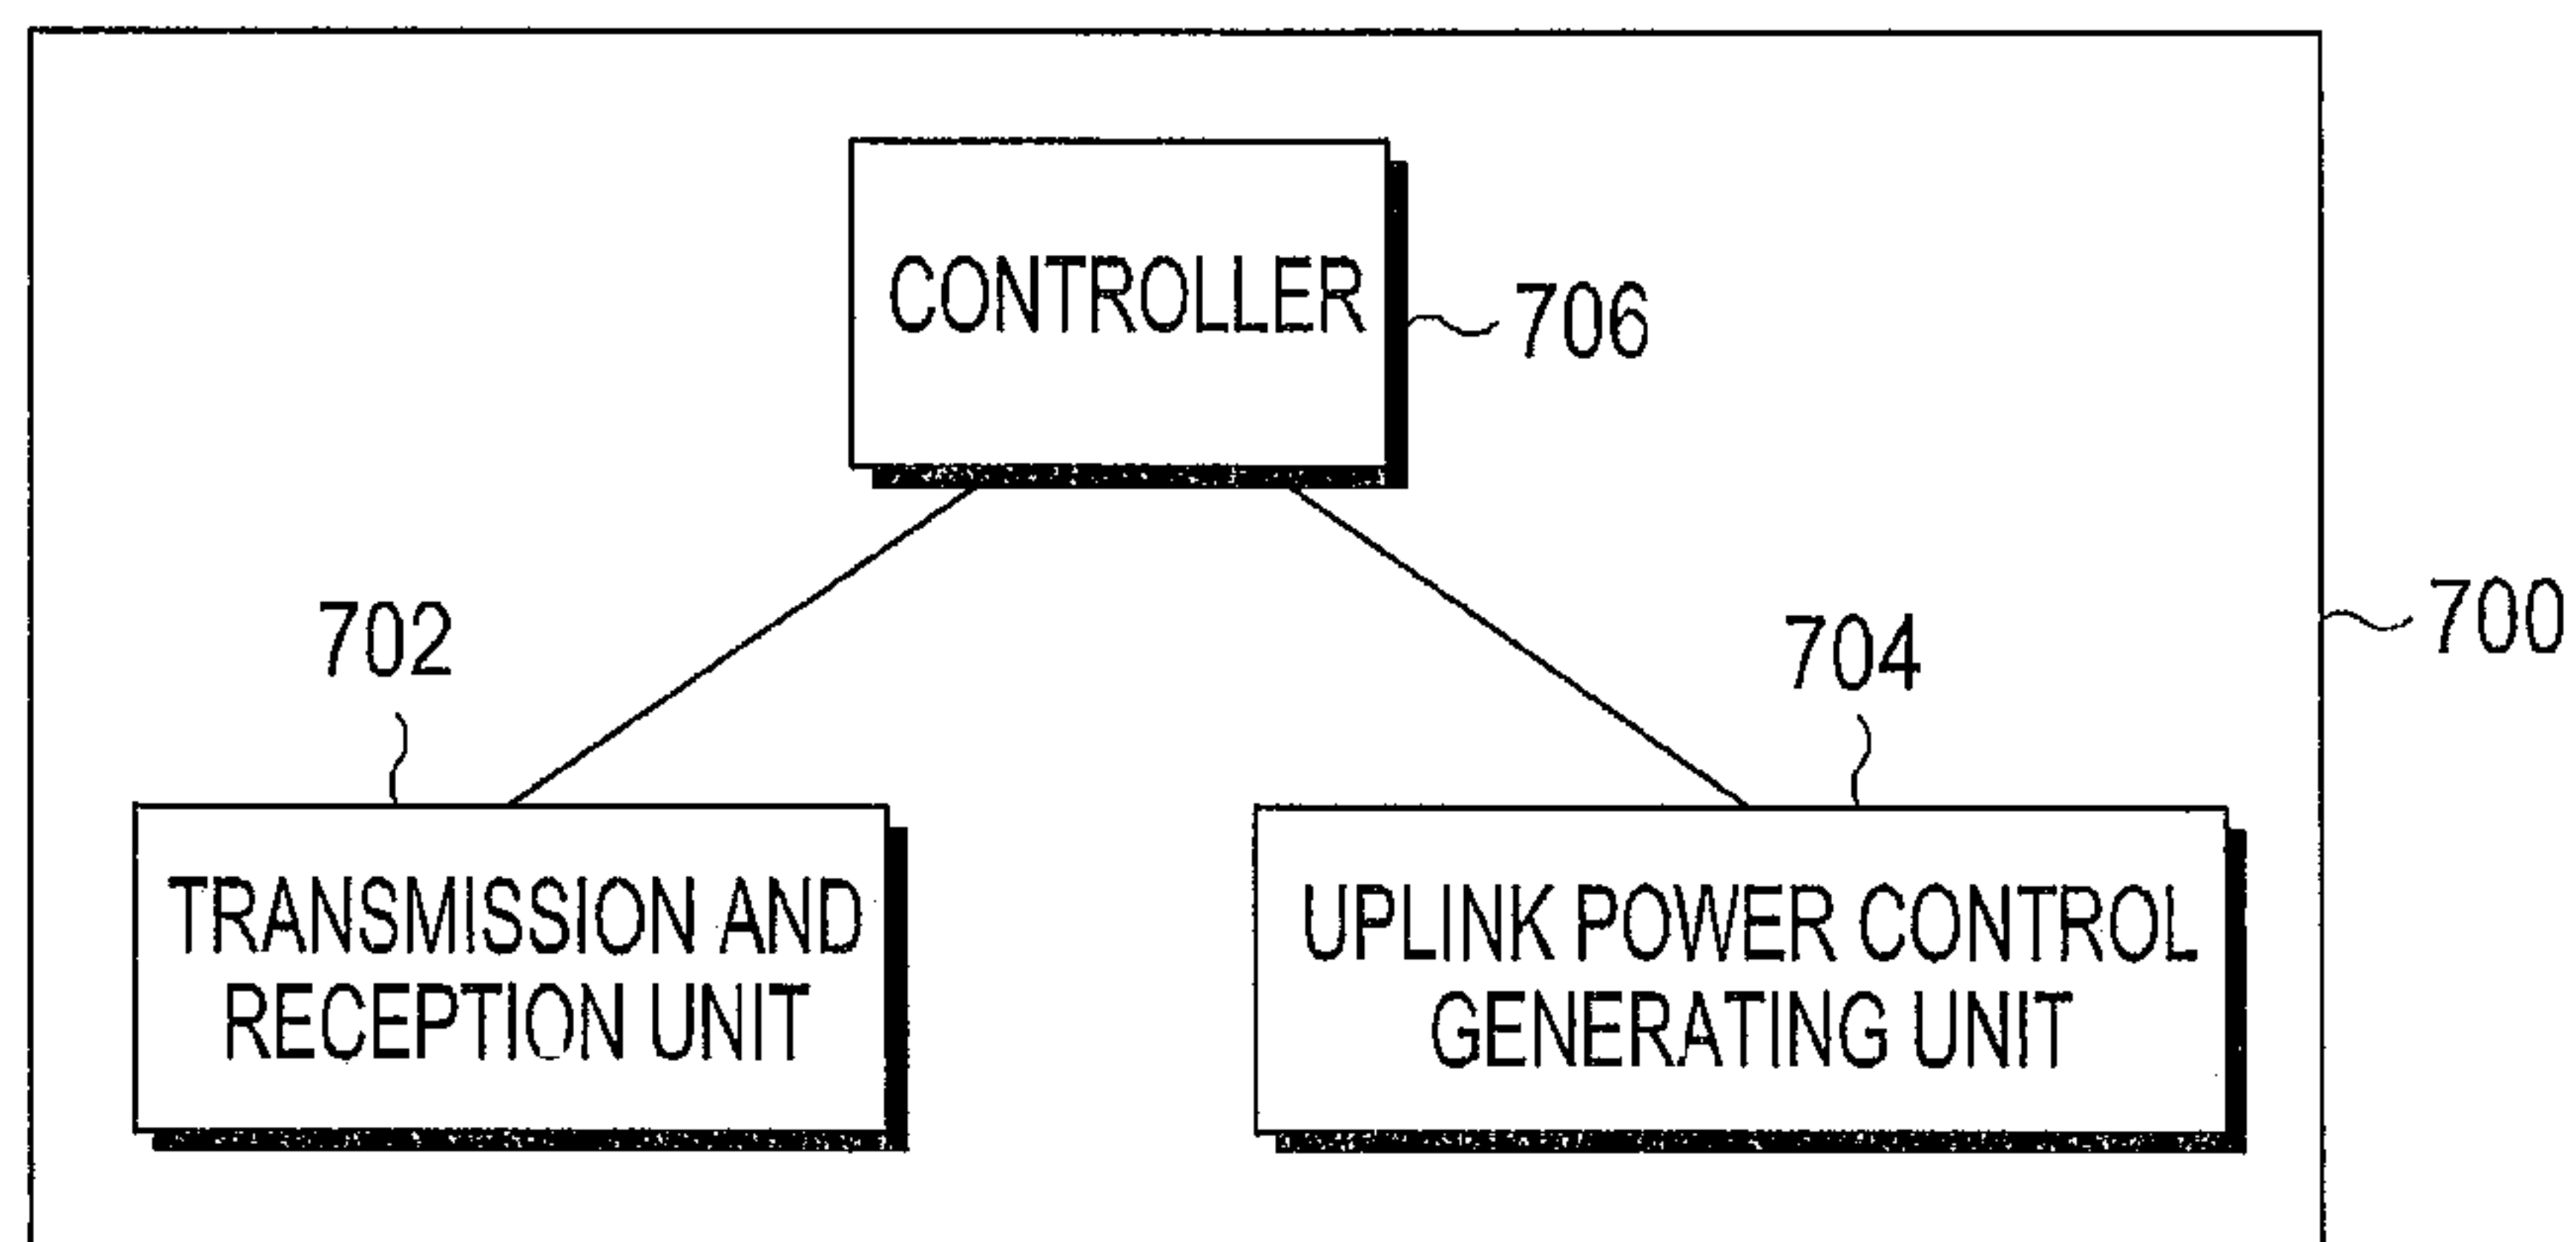 CONTROLLER
706
700
702
704
TRANSMISSION AND
RECEPTION UNIT
UPLINK POWER CONTROL
GENERATING UNIT